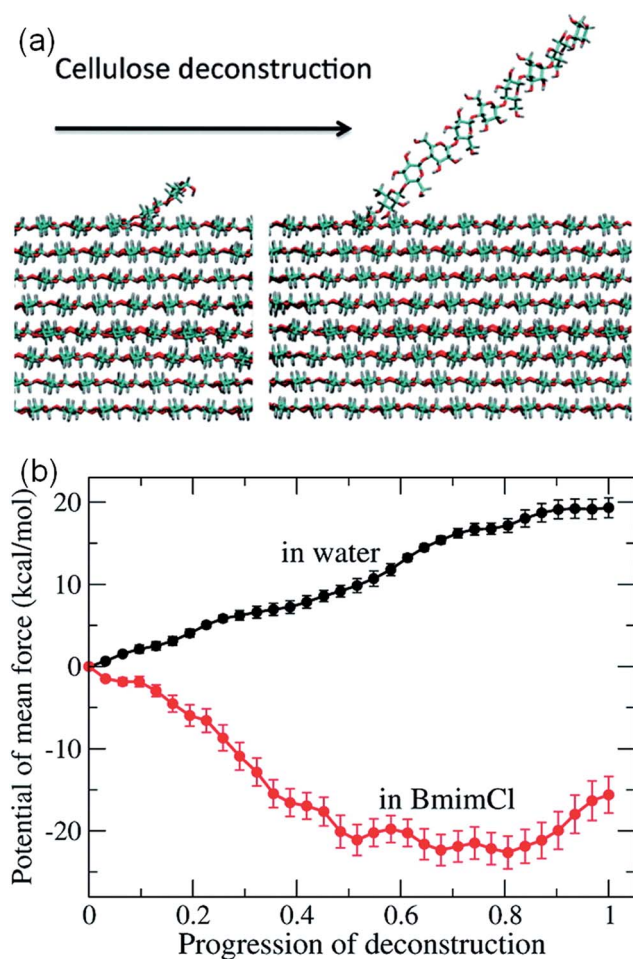 (a)
Cellulose deconstruction
(b)
Potential of mean force (kcal/mol)
20
10
0
-10
-20
in water
in BmimCl
0 0.2 0.4 0.6 0.8 1
Progression of deconstruction